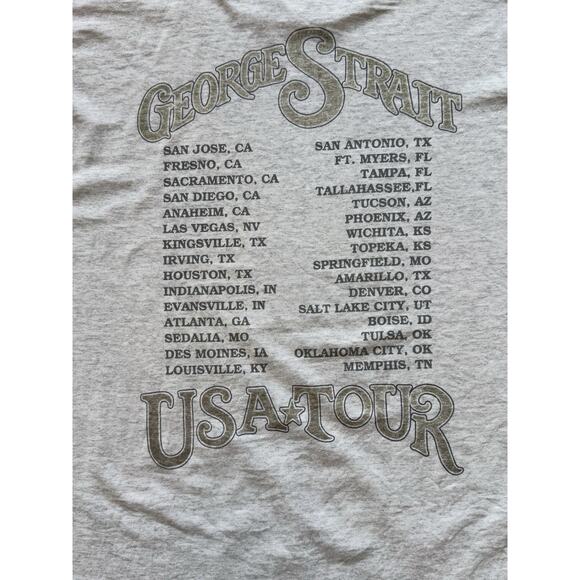 GEORGE STRAIT
SAN JOSE, CA
FRESNO, CA
SACRAMENTO, CA
SAN DIEGO, CA
ANAHEIM, CA
LAS VEGAS, NV
KINGSVILLE, TX
IRVING, TX
HOUSTON, TX
INDIANAPOLIS, IN
EVANSVILLE, IN
ATLANTA, GA
SEDALIA, MO
DES MOINES, IA
LOUISVILLE, KY
SAN ANTONIO, TX
FT. MYERS, FL
TAMPA, FL
TALLAHASSEE,FL
TUCSON, AZ
PHOENIX, AZ
WICHITA, KS
TOPEKA, KS
SPRINGFIELD, MO
AMARILLO, TX
DENVER, CO
SALT LAKE CITY, UT
BOISE, ID
TULSA, OK
OKLAHOMA CITY, OK
MEMPHIS, TN
USA★TOUR